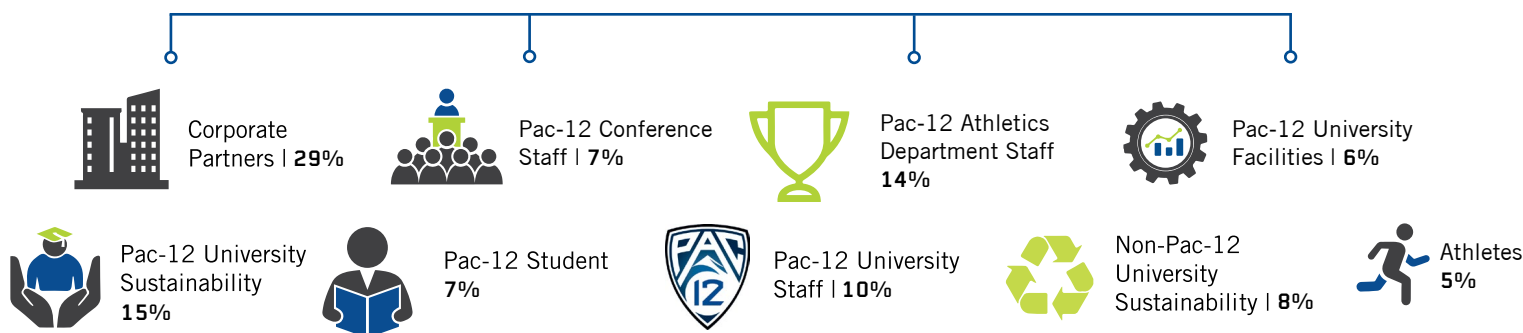 Corporate
Partners | 29%
Pac-12 Conference
Staff | 7%
Pac-12 Athletics
Department Staff
14%
Pac-12 University
Facilities | 6%
Pac-12 University
Sustainability
15%
Pac-12 Student
7%
PAC
12
Pac-12 University
Staff | 10%
Non-Pac-12
University
Sustainability | 8%
Athletes
5%